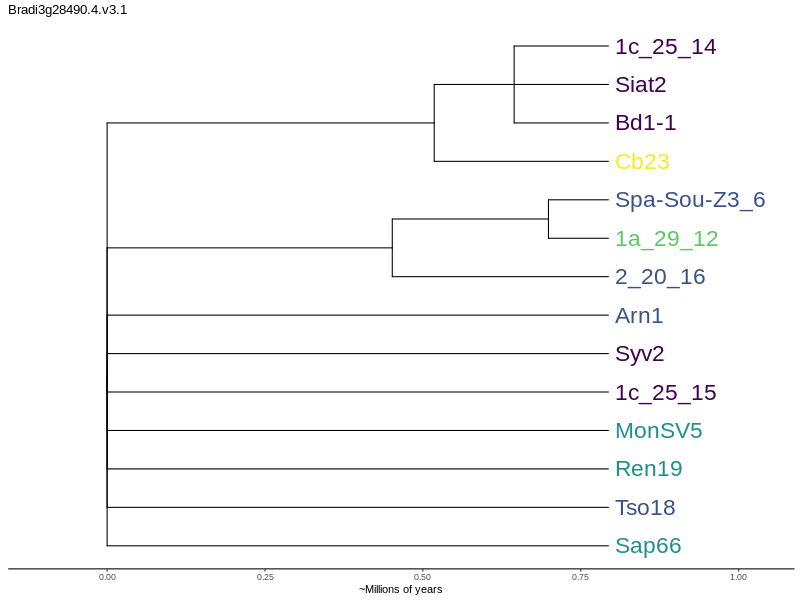 Bradi3g28490.4.v3.1
1c_25_14
Siat2
Bd1-1
Cb23
Spa-Sou-Z3_6
1a_29_12
2_20_16
Arn1
Syv2
1c_25_15
MonSV5
Ren19
Tso18
Sap66
0.00 0.25 0.50 0.75 1.00
~Millions of years